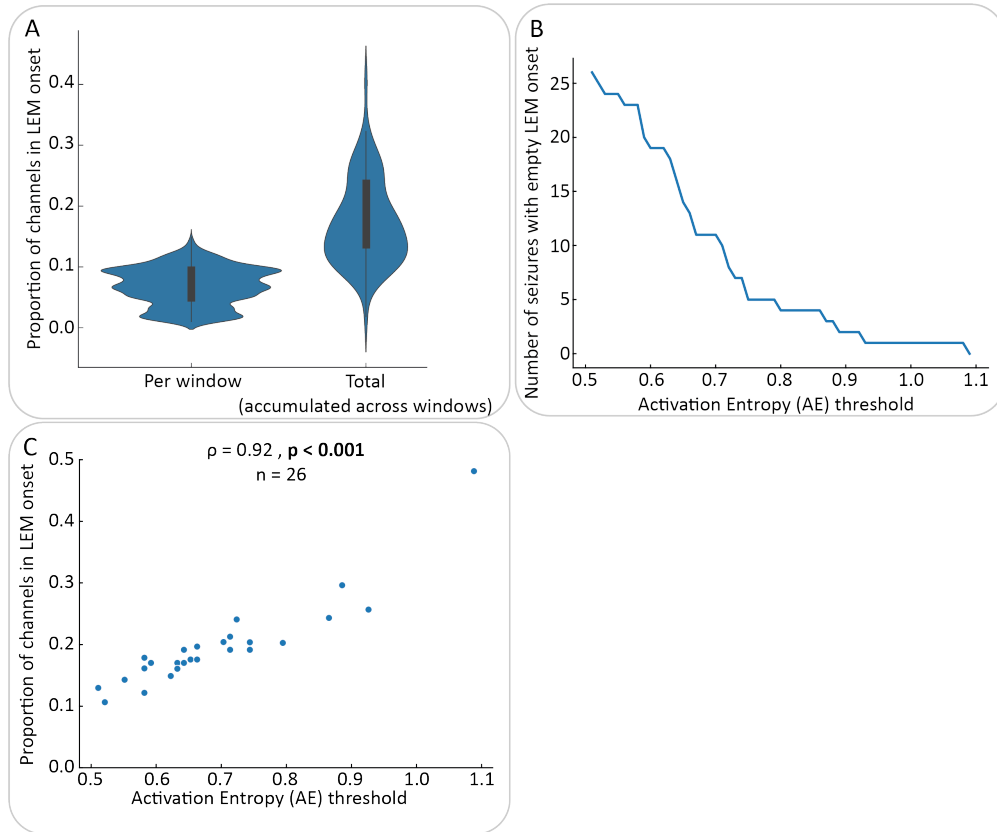 A
Proportion of channels in LEM onset
0.4
0.3
0.2
0.1
0.0
Per window
Total
(accumulated across windows)
B
Number of seizures with empty LEM onset
25
20
15
10
5
0
0.5 0.6 0.7 0.8 0.9 1.0 1.1
Activation Entropy (AE) threshold
C
ρ = 0.92 , p < 0.001
n = 26
Proportion of channels in LEM onset
0.5
0.4
0.3
0.2
0.1
0.0
0.5 0.6 0.7 0.8 0.9 1.0 1.1
Activation Entropy (AE) threshold